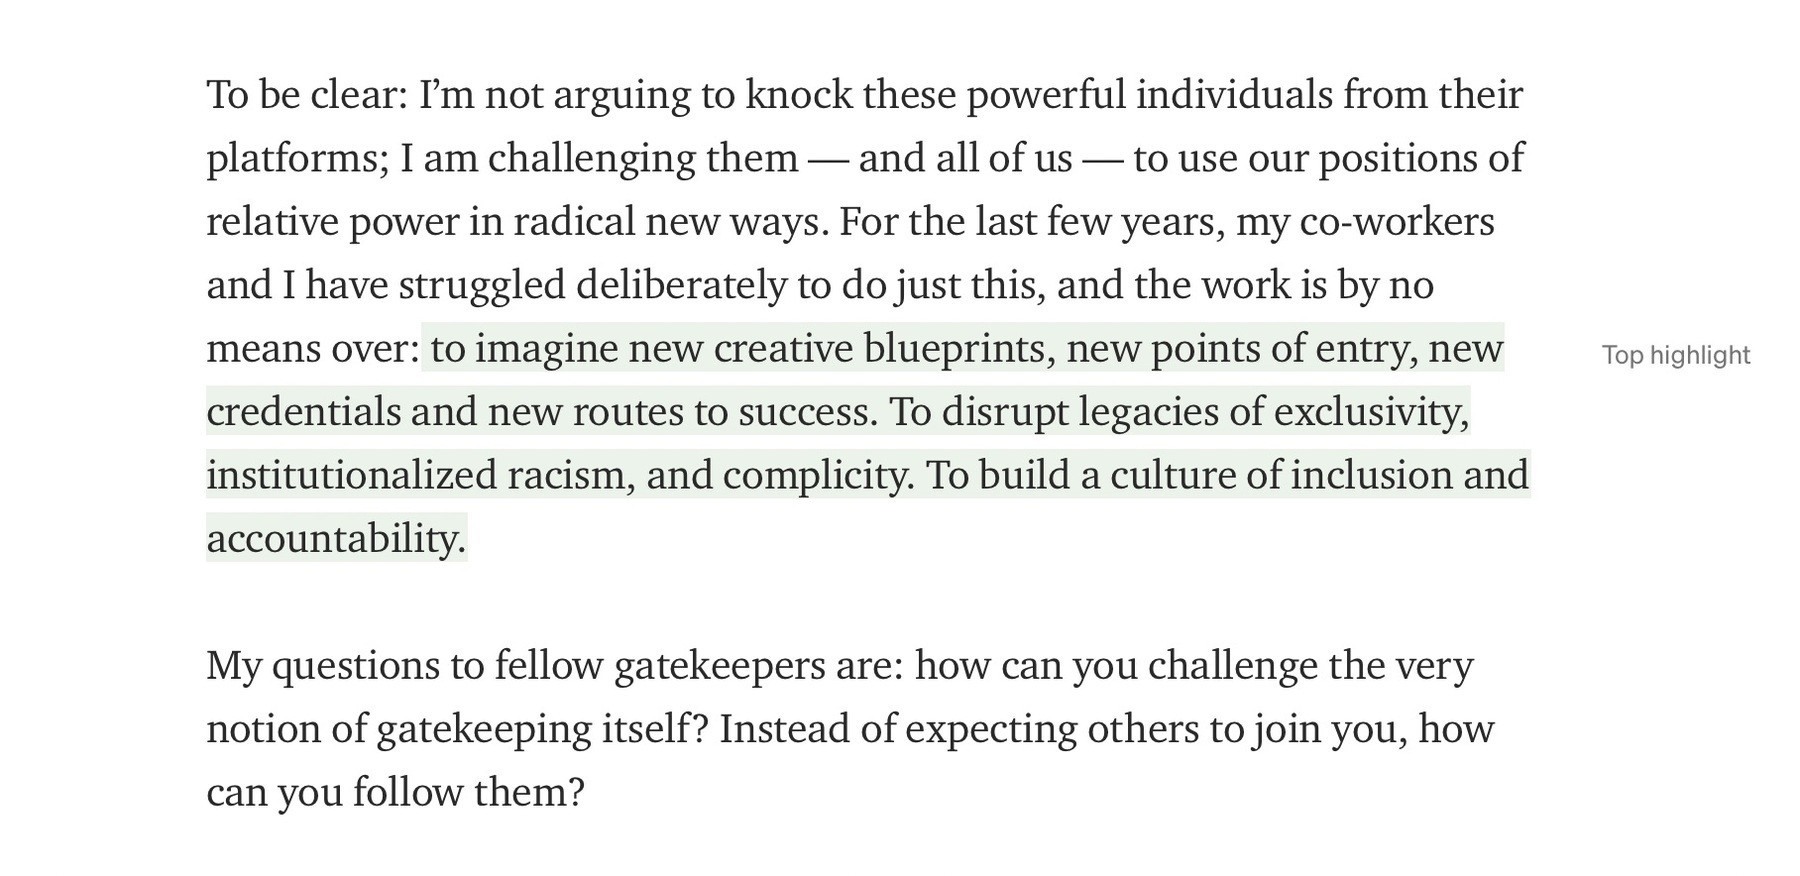 To be clear: I’m not arguing to knock these powerful individuals from their
platforms; I am challenging them — and all of us — to use our positions of
relative power in radical new ways. For the last few years, my co-workers
and I have struggled deliberately to do just this, and the work is by no
means over: to imagine new creative blueprints, new points of entry, new
Top highlight
credentials and new routes to success. To disrupt legacies of exclusivity,
institutionalized racism, and complicity. To build a culture of inclusion and
accountability.
My questions to fellow gatekeepers are: how can you challenge the very
notion of gatekeeping itself? Instead of expecting others to join you, how
can you follow them?